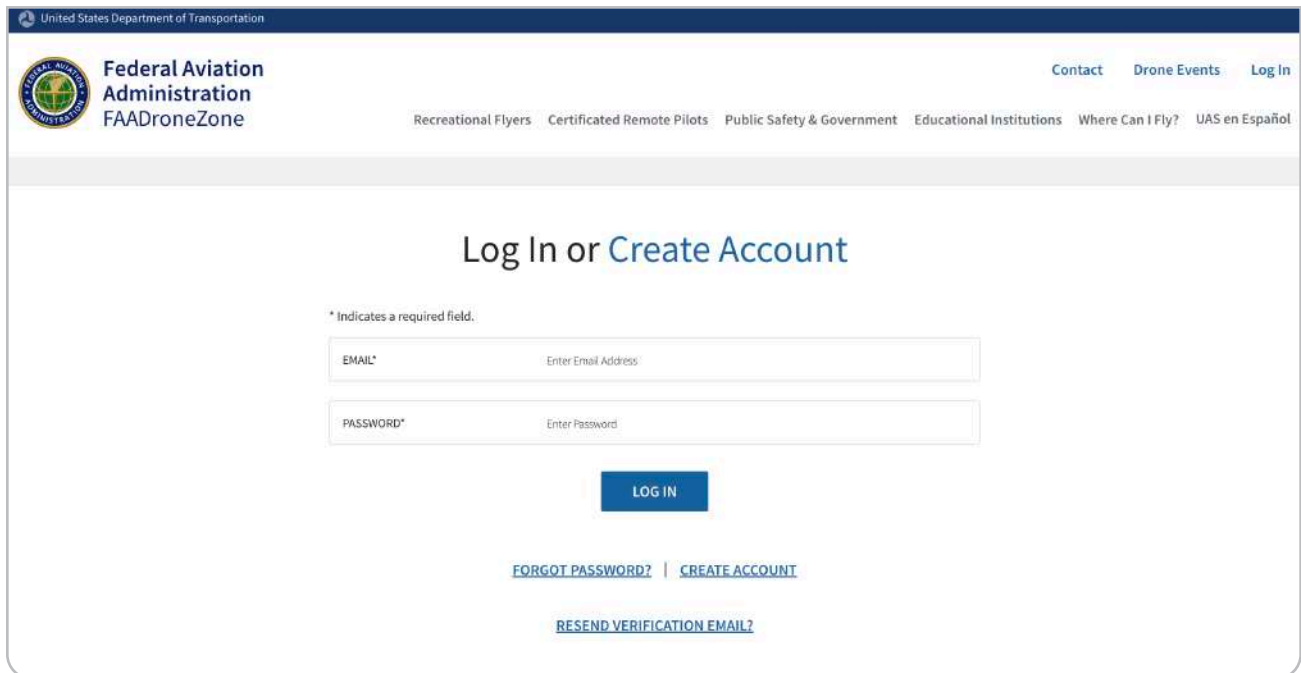 United States Department of Transportation
Federal Aviation
Administration
FAADroneZone
Contact Drone Events Log In
Recreational Flyers Certificated Remote Pilots Public Safety & Government Educational Institutions Where Can I Fly? UAS en Español
Log In or Create Account
* Indicates a required field.
EMAIL* Enter Email Address
PASSWORD* Enter Password
LOG IN
FORGOT PASSWORD? | CREATE ACCOUNT
RESEND VERIFICATION EMAIL?